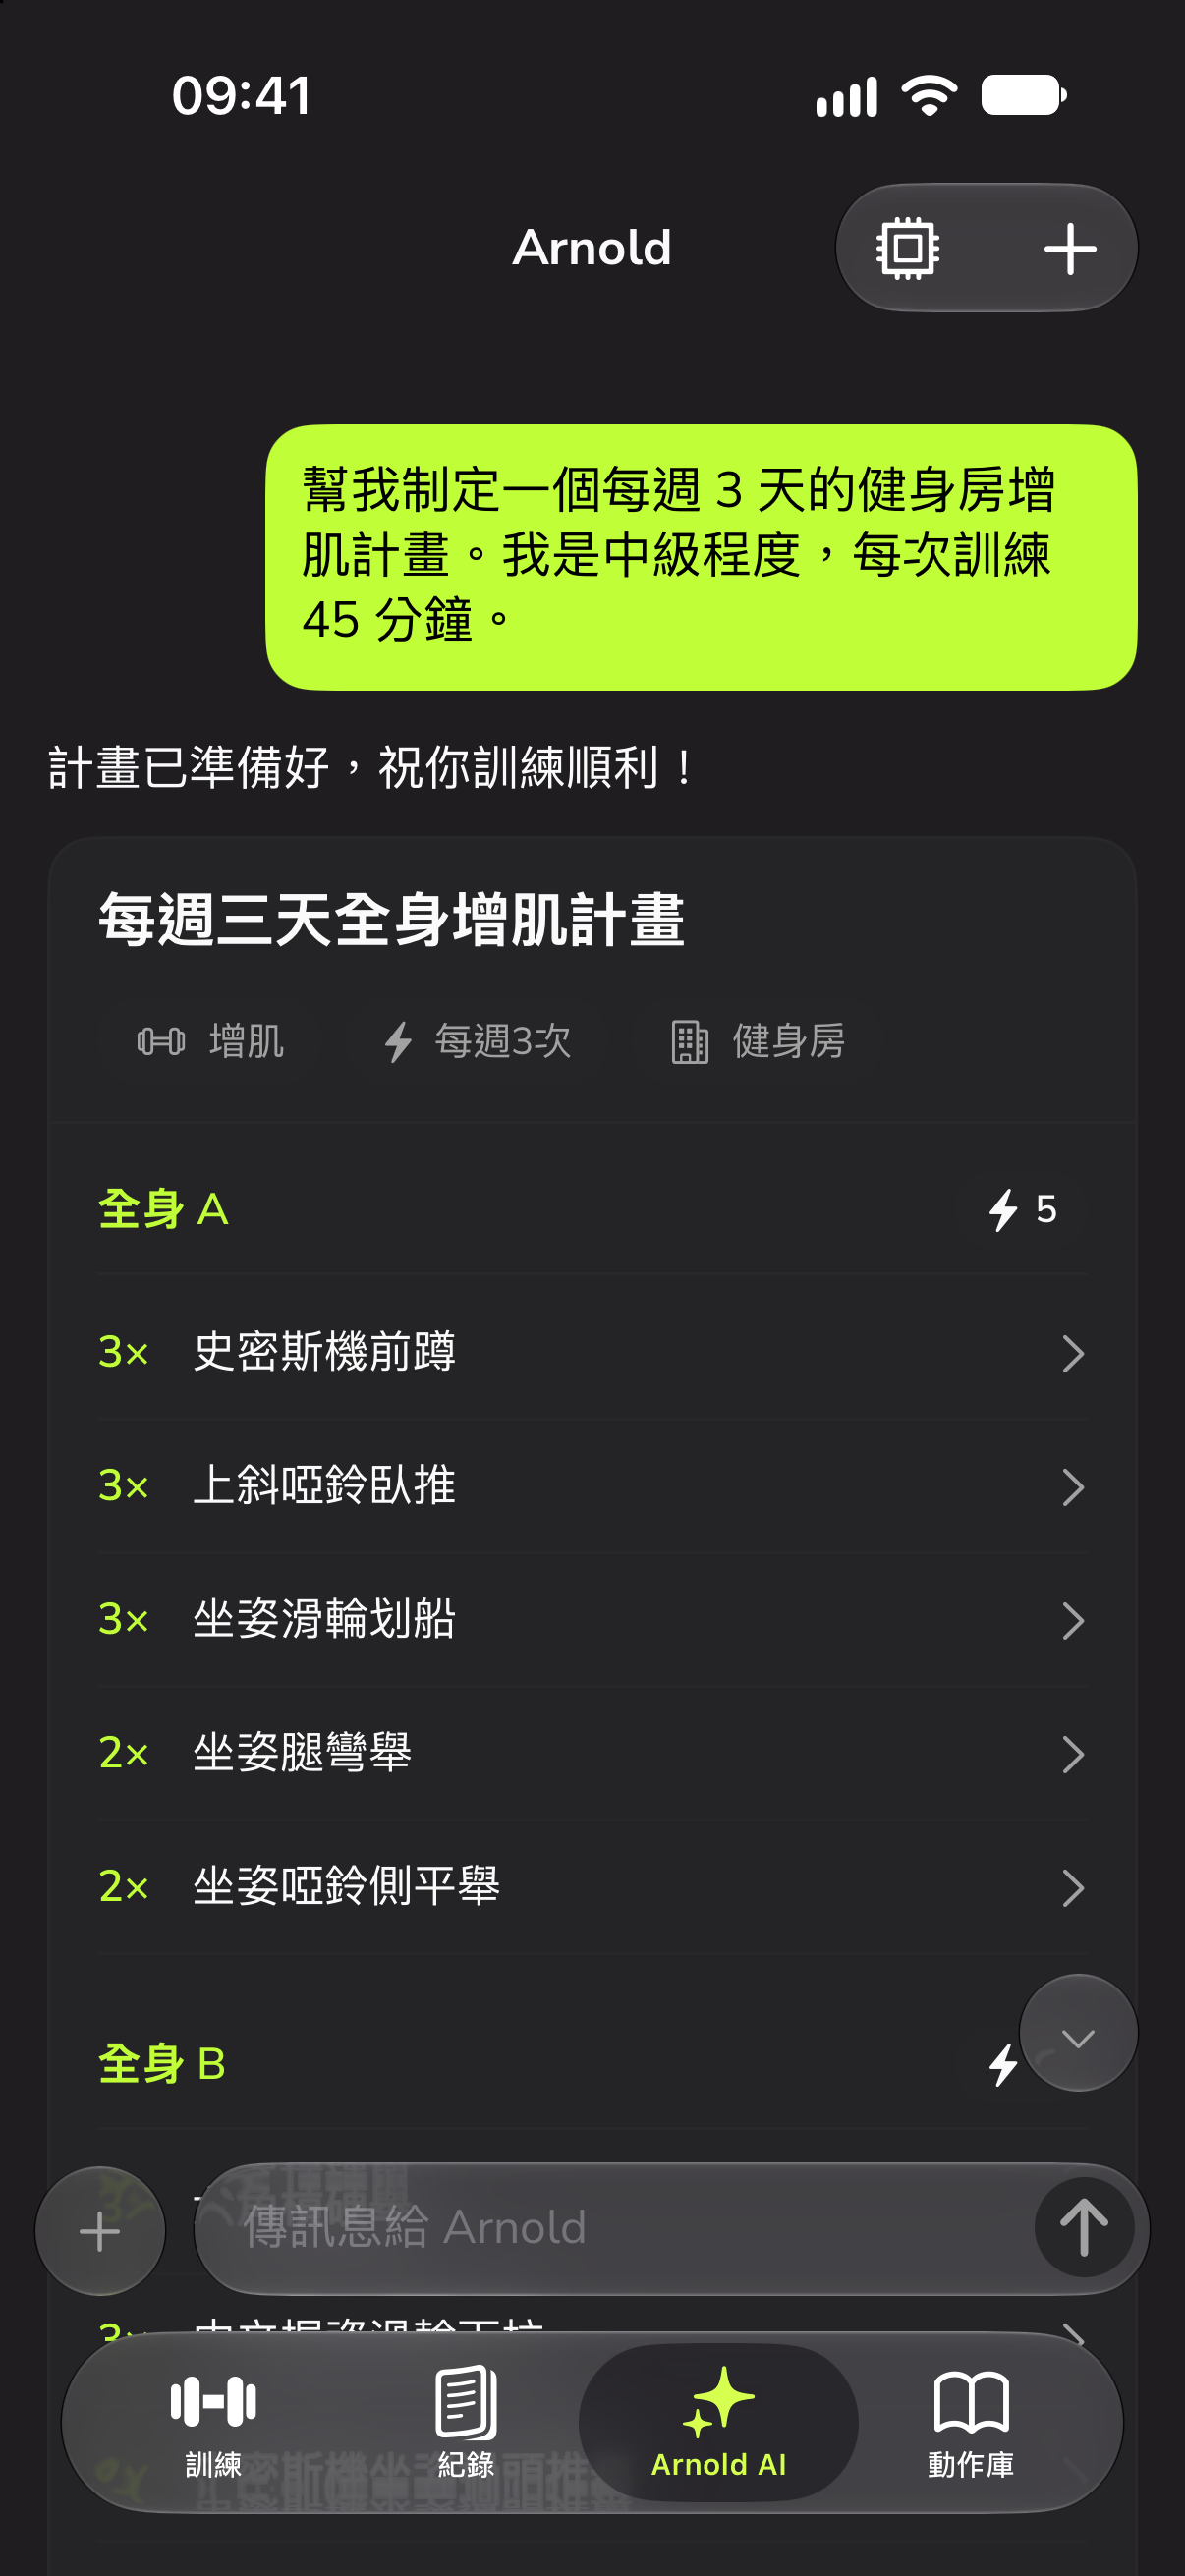 09:41
Arnold
幫我制定一個每週 3 天的健身房增
肌計畫。我是中級程度，每次訓練
45 分鐘。
計畫已準備好，祝你訓練順利！
每週三天全身增肌計畫
增肌
每週3次
健身房
全身 A
5
3× 史密斯機前蹲
3× 上斜啞鈴臥推
3× 坐姿滑輪划船
2× 坐姿腿彎舉
2× 坐姿啞鈴側平舉
全身 B
傳訊息給 Arnold
訓練
紀錄
Arnold AI
動作庫